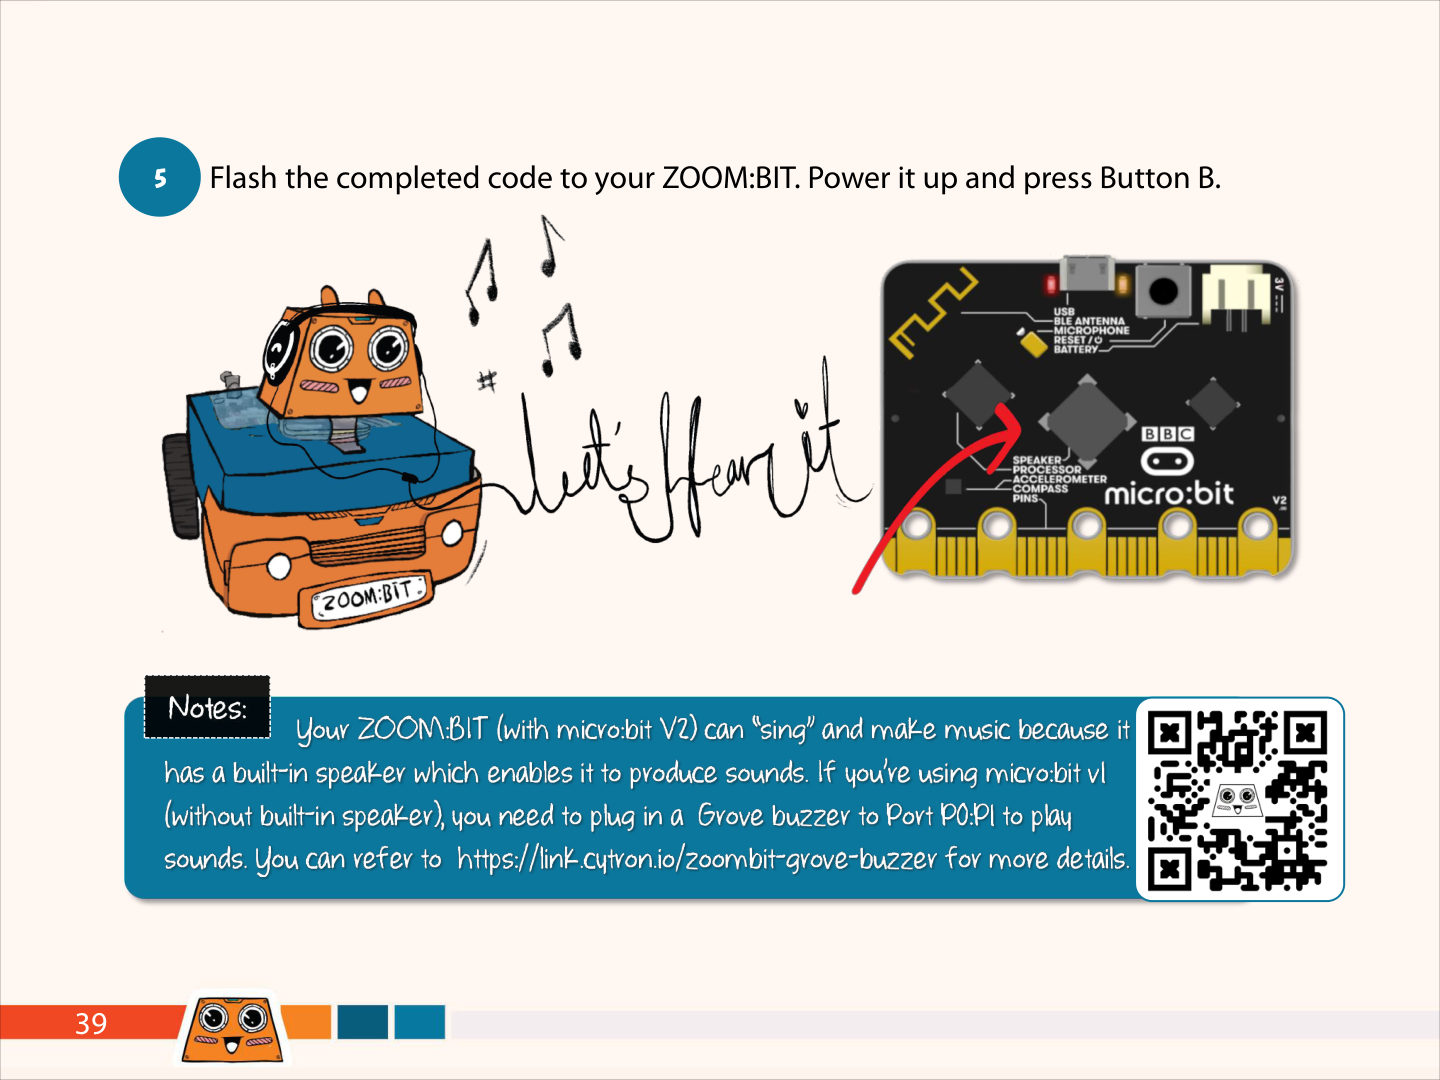 5
Flash the completed code to your ZOOM:BIT. Power it up and press Button B.
Let's Hear it
ZOOM:BIT
3V
USB
BLE ANTENNA
MICROPHONE
RESET /
BATTERY
SPEAKER
PROCESSOR
ACCELEROMETER
COMPASS
PINS
BBC
micro:bit
V2
Notes:
Your ZOOM:BIT (with micro:bit V2) can "sing" and make music because it
has a built-in speaker which enables it to produce sounds. If you're using micro:bit v1
(without built-in speaker), you need to plug in a Grove buzzer to Port P0:P1 to play
sounds. You can refer to https://link.cytron.io/zoombit-grove-buzzer for more details.
39